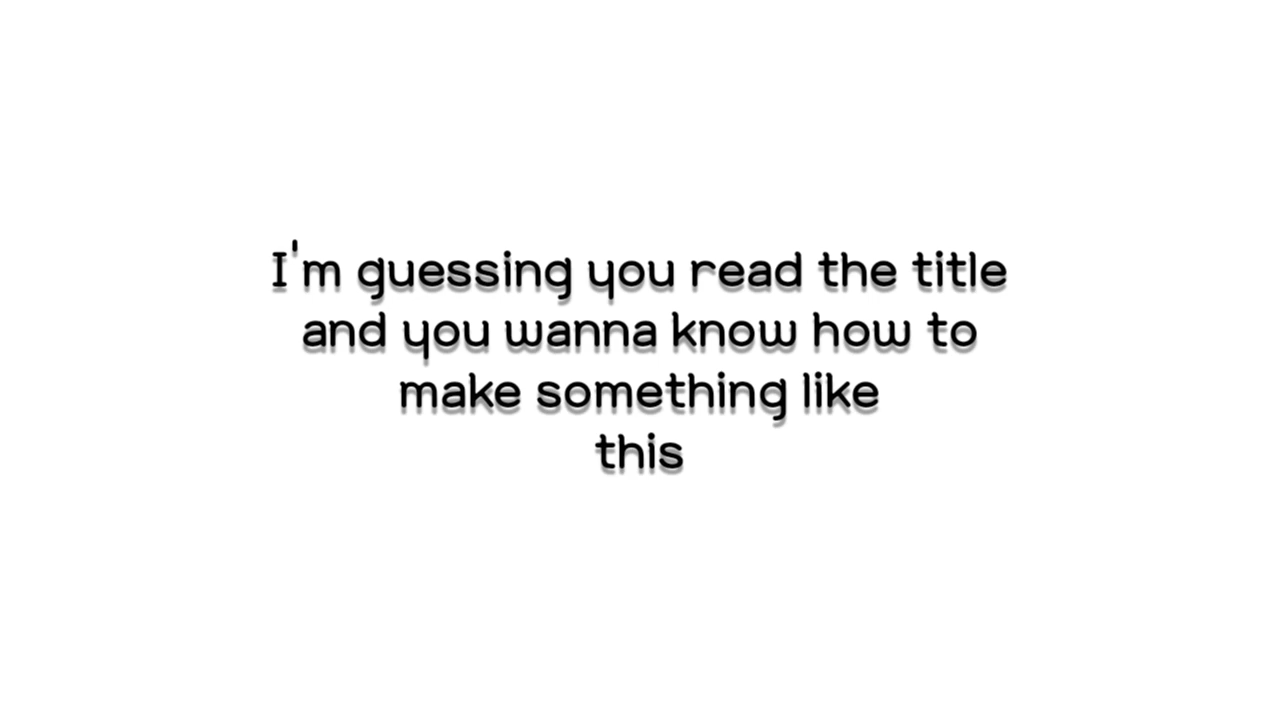 I'm guessing you read the title
and you wanna know how to
make something like
this